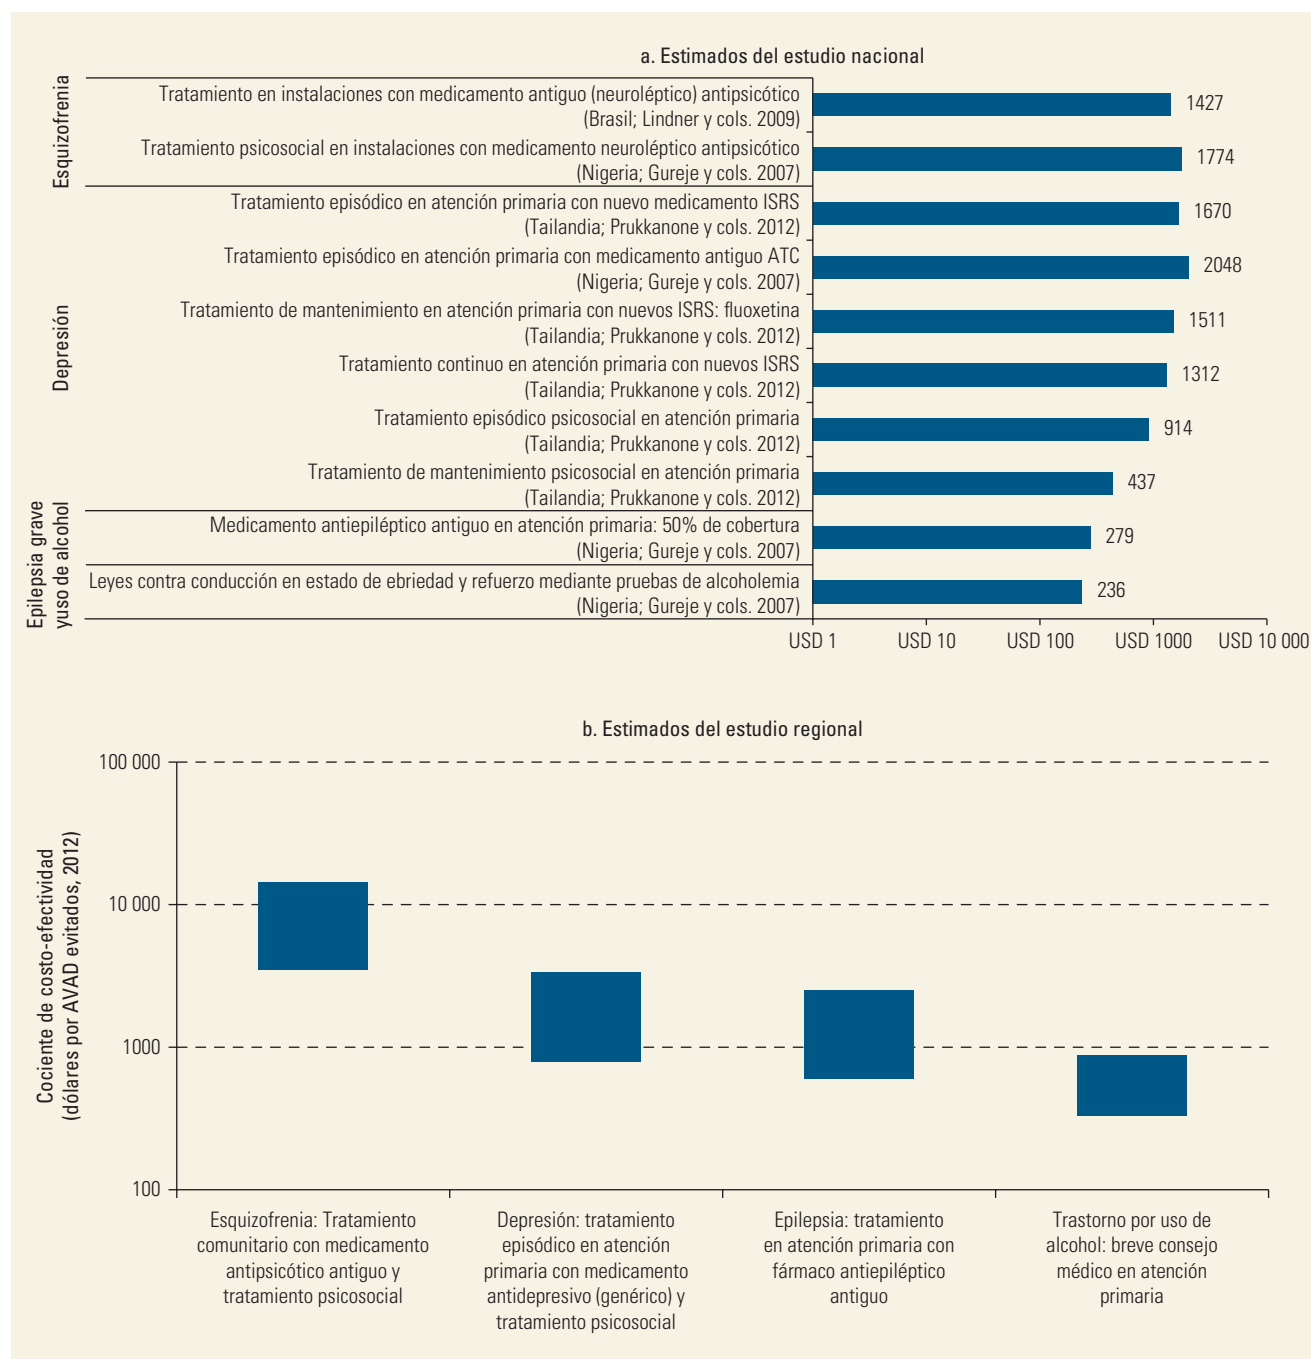 a. Estimados del estudio nacional
Esquizofrenia
Tratamiento en instalaciones con medicamento antiguo (neuroléptico) antipsicótico
(Brasil; Lindner y cols. 2009)
1427
Tratamiento psicosocial en instalaciones con medicamento neuroléptico antipsicótico
(Nigeria; Gureje y cols. 2007)
1774
Depresión
Tratamiento episódico en atención primaria con nuevo medicamento ISRS
(Tailandia; Prukkanone y cols. 2012)
1670
Tratamiento episódico en atención primaria con medicamento antiguo ATC
(Nigeria; Gureje y cols. 2007)
2048
Tratamiento de mantenimiento en atención primaria con nuevos ISRS: fluoxetina
(Tailandia; Prukkanone y cols. 2012)
1511
Tratamiento continuo en atención primaria con nuevos ISRS
(Tailandia; Prukkanone y cols. 2012)
1312
Tratamiento episódico psicosocial en atención primaria
(Tailandia; Prukkanone y cols. 2012)
914
Tratamiento de mantenimiento psicosocial en atención primaria
(Tailandia; Prukkanone y cols. 2012)
437
Epilepsia grave
yuso de alcohol
Medicamento antiepiléptico antiguo en atención primaria: 50% de cobertura
(Nigeria; Gureje y cols. 2007)
279
Leyes contra conducción en estado de ebriedad y refuerzo mediante pruebas de alcoholemia
(Nigeria; Gureje y cols. 2007)
236
USD 1 USD 10 USD 100 USD 1000 USD 10 000
b. Estimados del estudio regional
Cociente de costo-efectividad
(dólares por AVAD evitados, 2012)
100 000
10 000
1000
100
Esquizofrenia: Tratamiento
comunitario con medicamento
antipsicótico antiguo y
tratamiento psicosocial
Depresión: tratamiento
episódico en atención
primaria con medicamento
antidepresivo (genérico) y
tratamiento psicosocial
Epilepsia: tratamiento
en atención primaria con
fármaco antiepiléptico
antiguo
Trastorno por uso de
alcohol: breve consejo
médico en atención
primaria